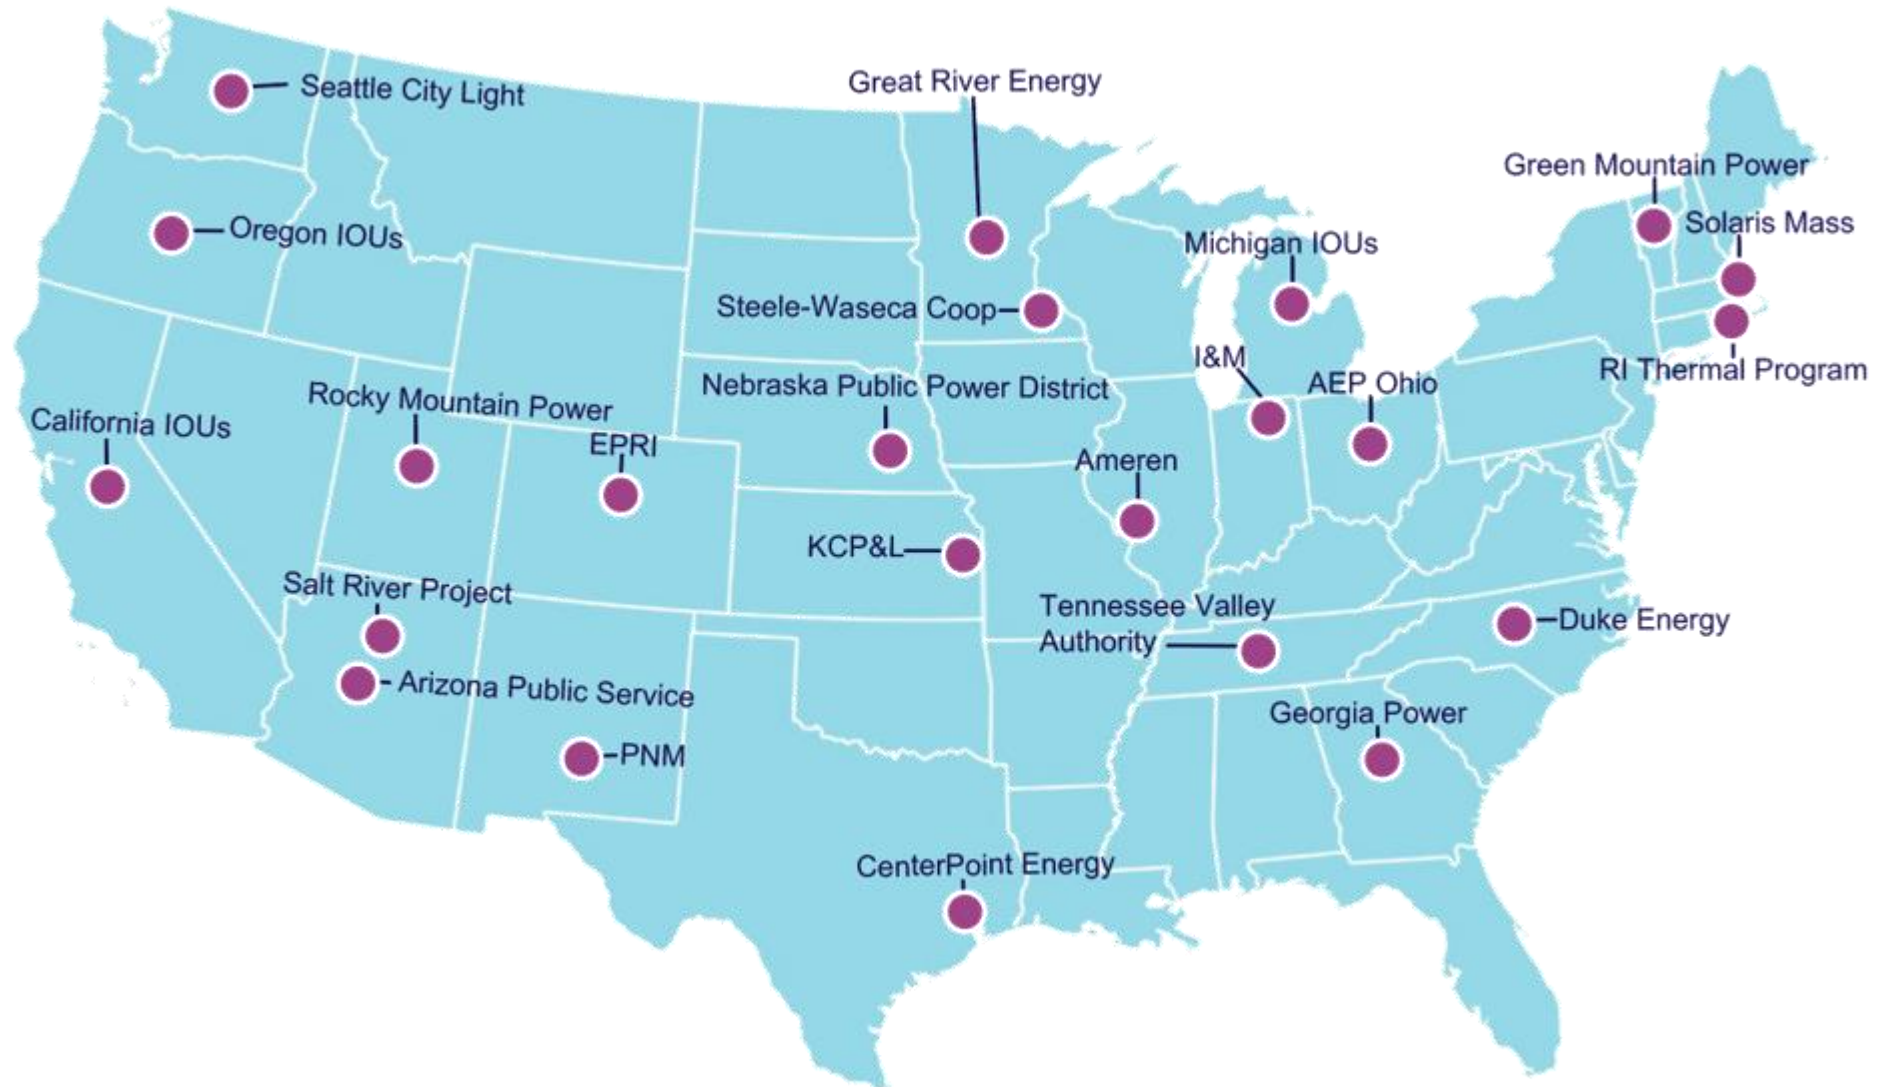 Great River Energy
Seattle City Light
Green Mountain Power
Solaris Mass
Oregon IOUs
Michigan IOUs
Steele-Waseca Coop
I&M
RI Thermal Program
AEP Ohio
Nebraska Public Power District
Rocky Mountain Power
California IOUs
EPRI
Ameren
KCP&L
Salt River Project
Tennessee Valley
Authority
Duke Energy
Arizona Public Service
Georgia Power
PNM
CenterPoint Energy